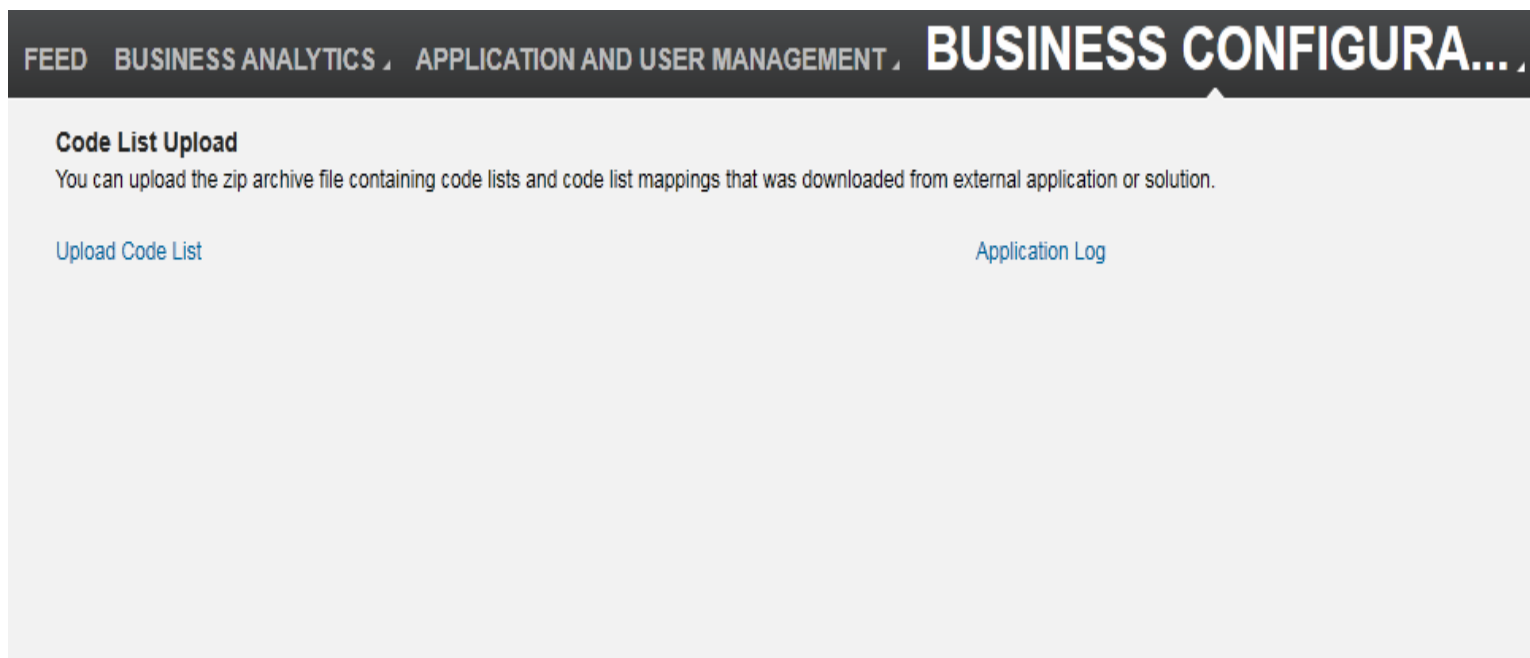 FEED BUSINESS ANALYTICS APPLICATION AND USER MANAGEMENT BUSINESS CONFIGURA...
Code List Upload
You can upload the zip archive file containing code lists and code list mappings that was downloaded from external application or solution.
Upload Code List Application Log